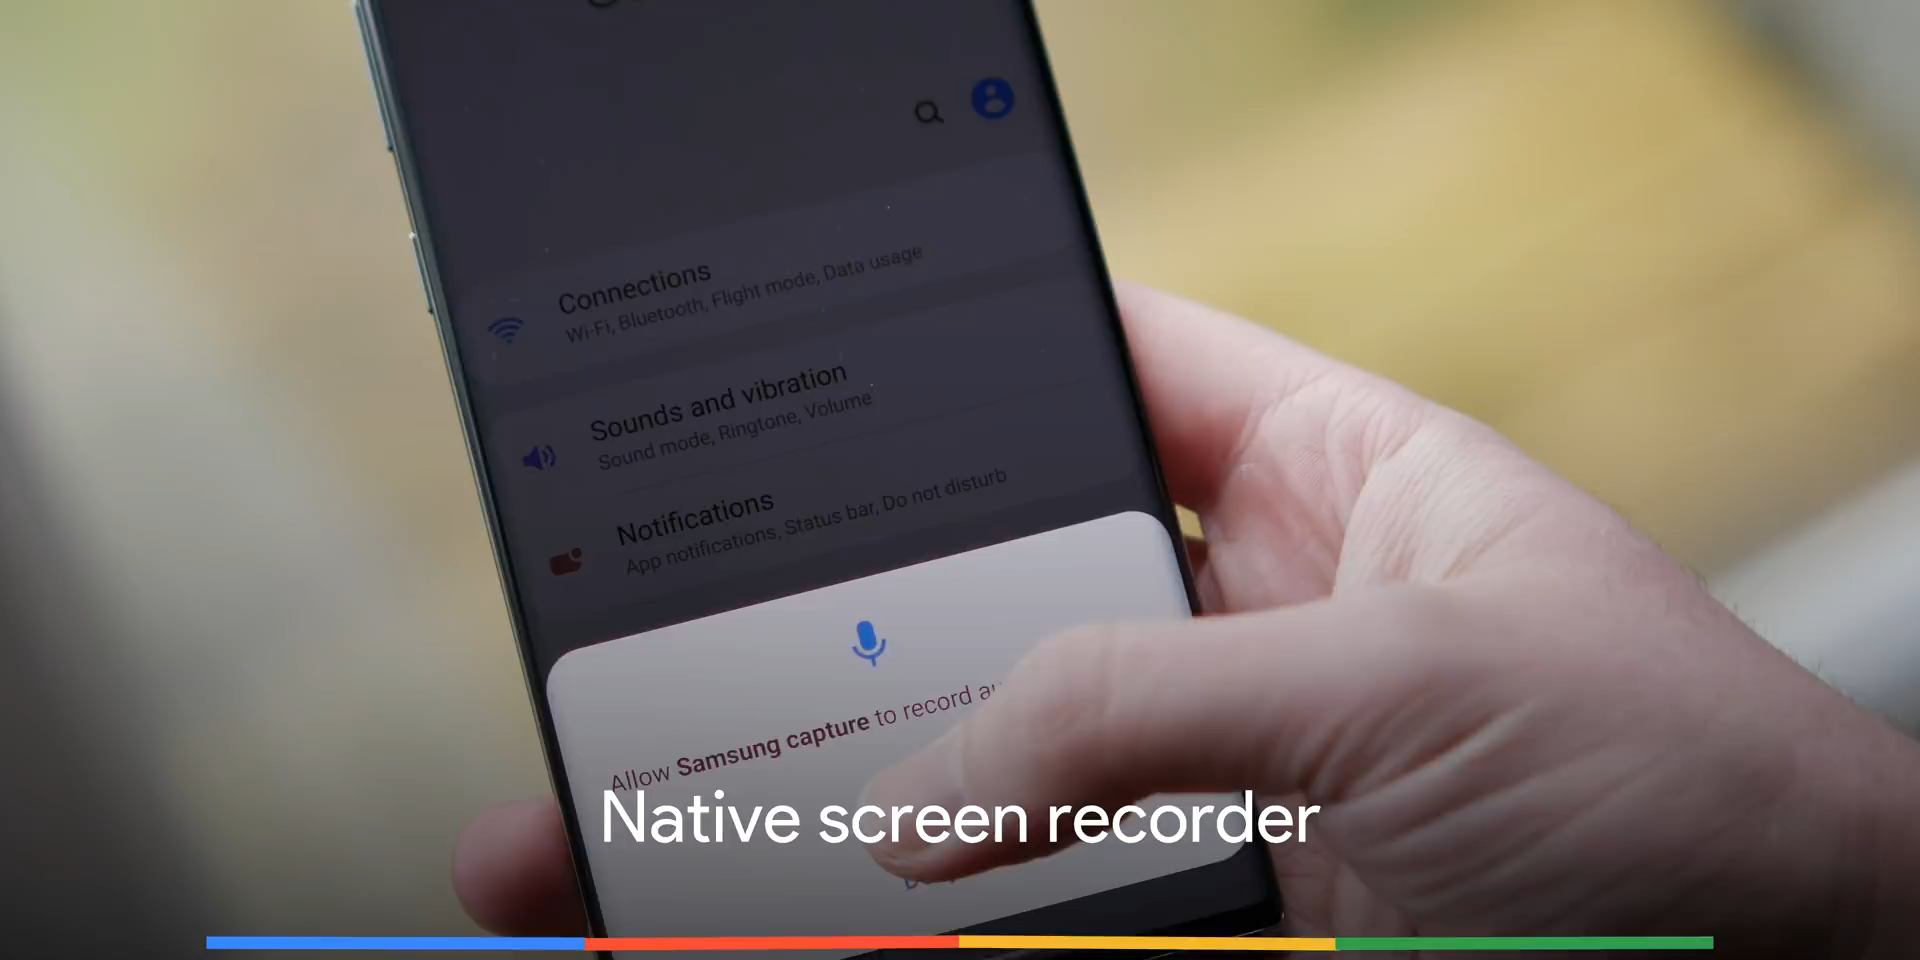 Connections
Wi-Fi, Bluetooth, Flight mode, Data usage
Sounds and vibration
Sound mode, Ringtone, Volume
Notifications
App notifications, Status bar, Do not disturb
Allow Samsung capture to record
Native screen recorder